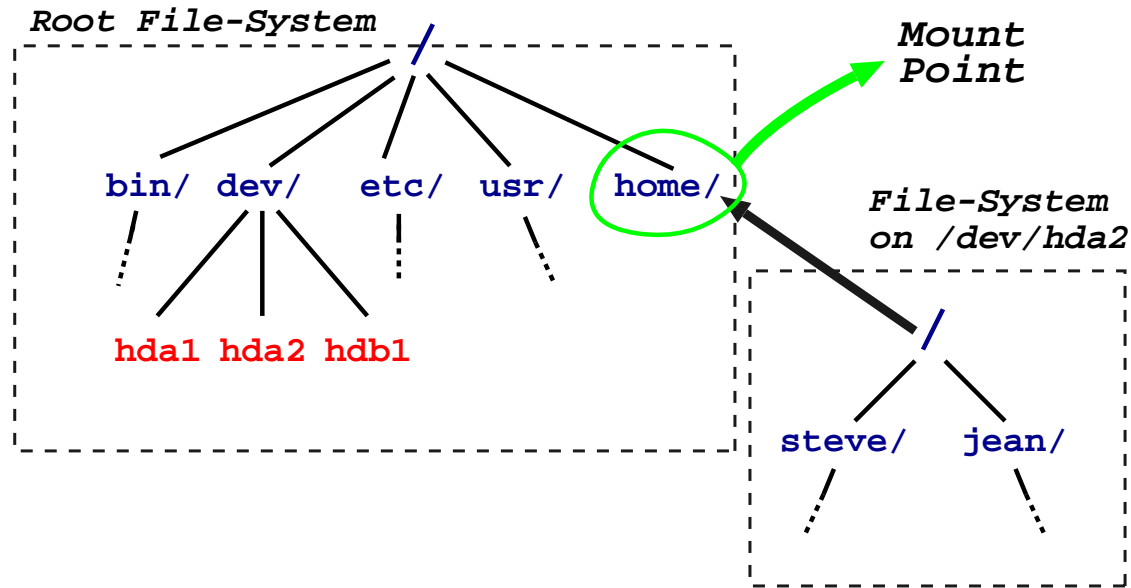 Root File-System
/
Mount
Point
bin/ dev/ etc/ usr/ home/
File-System
on /dev/hda2
hda1 hda2 hdb1
/
steve/ jean/